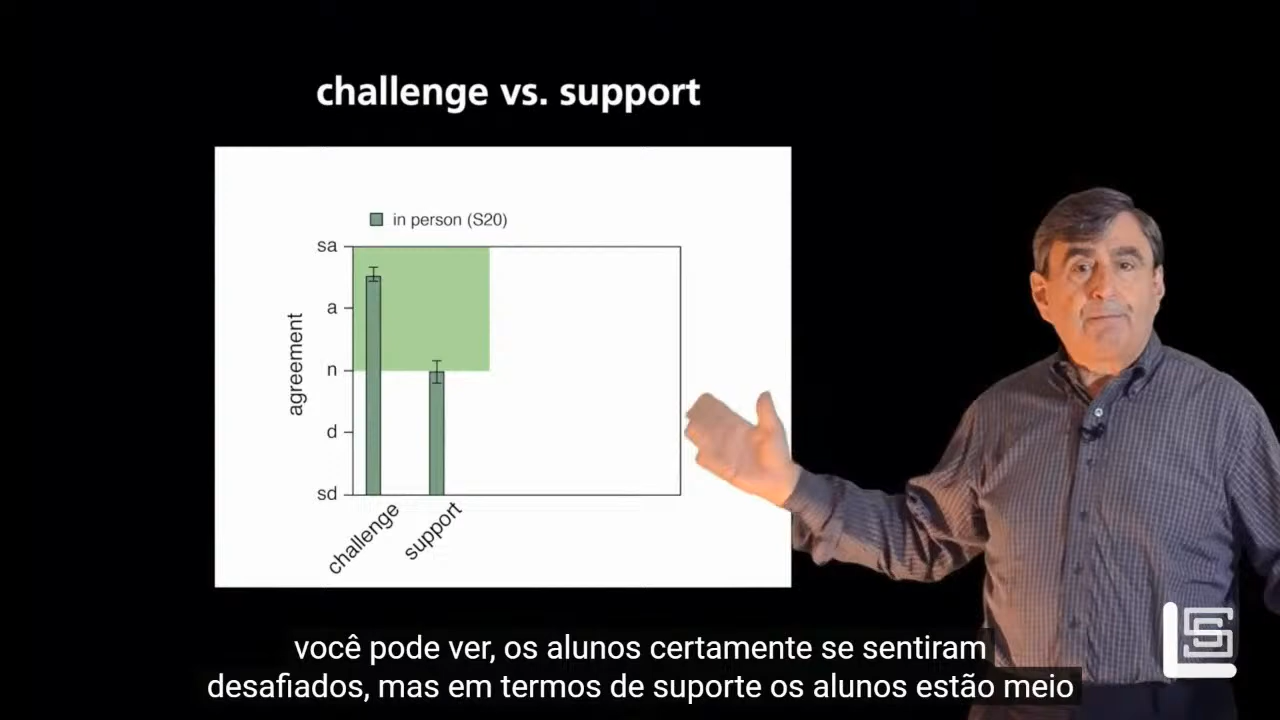 challenge vs. support
in person (S20)
sa
a
n
d
sd
agreement
challenge
support
você pode ver, os alunos certamente se sentiram
desafiados, mas em termos de suporte os alunos estão meio